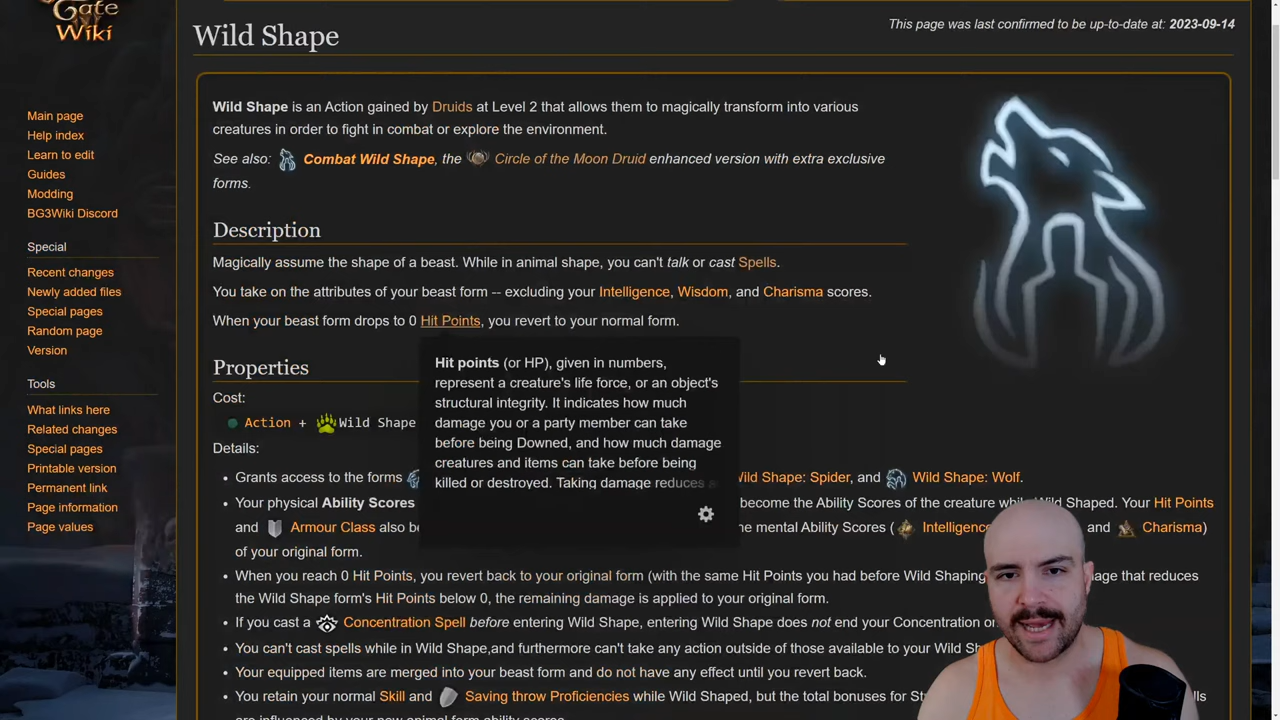 Gate
Wiki
Main page
Help index
Learn to edit
Guides
Modding
BG3Wiki Discord
Special
Recent changes
Newly added files
Special pages
Random page
Version
Tools
What links here
Related changes
Special pages
Printable version
Permanent link
Page information
Page values
Wild Shape
This page was last confirmed to be up-to-date at: 2023-09-14
Wild Shape is an Action gained by Druids at Level 2 that allows them to magically transform into various
creatures in order to fight in combat or explore the environment.
See also: Combat Wild Shape, the Circle of the Moon Druid enhanced version with extra exclusive
forms.
Description
Magically assume the shape of a beast. While in animal shape, you can't talk or cast Spells.
You take on the attributes of your beast form -- excluding your Intelligence, Wisdom, and Charisma scores.
When your beast form drops to 0 Hit Points, you revert to your normal form.
Hit points (or HP), given in numbers,
represent a creature's life force, or an object's
structural integrity. It indicates how much
damage you or a party member can take
before being Downed, and how much damage
creatures and items can take before being
killed or destroyed. Taking damage reduces
Properties
Cost:
Action + Wild Shape
Details:
• Grants access to the forms Wild Shape: Spider, and Wild Shape: Wolf.
• Your physical Ability Scores become the Ability Scores of the creature while Wild Shaped. Your Hit Points
and Armour Class also be the mental Ability Scores ( Intelligence and Charisma)
of your original form.
• When you reach 0 Hit Points, you revert back to your original form (with the same Hit Points you had before Wild Shaping that reduces
the Wild Shape form's Hit Points below 0, the remaining damage is applied to your original form.
• If you cast a Concentration Spell before entering Wild Shape, entering Wild Shape does not end your Concentration
• You can't cast spells while in Wild Shape,and furthermore can't take any action outside of those available to your Wild
• Your equipped items are merged into your beast form and do not have any effect until you revert back.
• You retain your normal Skill and Saving throw Proficiencies while Wild Shaped, but the total bonuses for
are influenced by your new animal form ability scores.